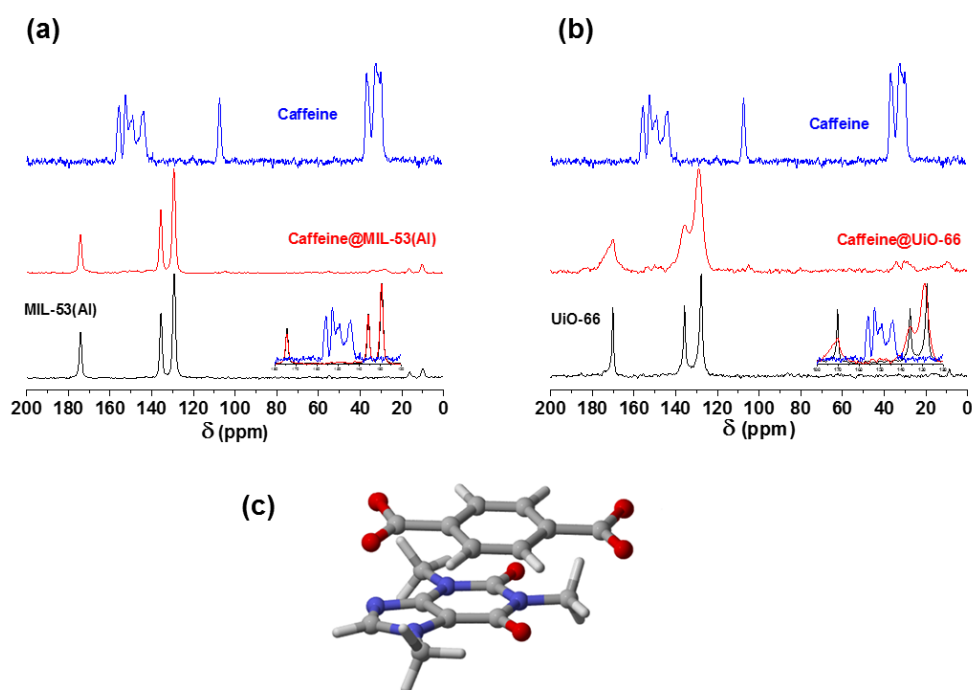 (a)
Caffeine
Caffeine@MIL-53(Al)
MIL-53(Al)
200 180 160 140 120 100 80 60 40 20 0
δ (ppm)
(b)
Caffeine
Caffeine@UiO-66
UiO-66
200 180 160 140 120 100 80 60 40 20 0
δ (ppm)
(c)